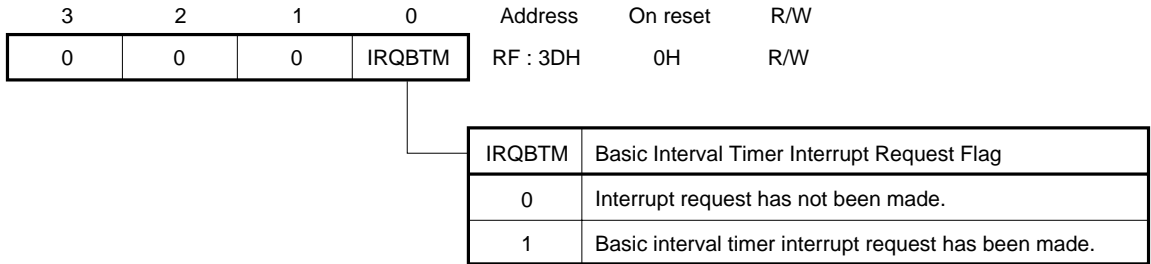 3 2 1 0 Address On reset R/W
0 0 0 IRQBTM RF : 3DH 0H R/W
IRQBTM Basic Interval Timer Interrupt Request Flag
0 Interrupt request has not been made.
1 Basic interval timer interrupt request has been made.